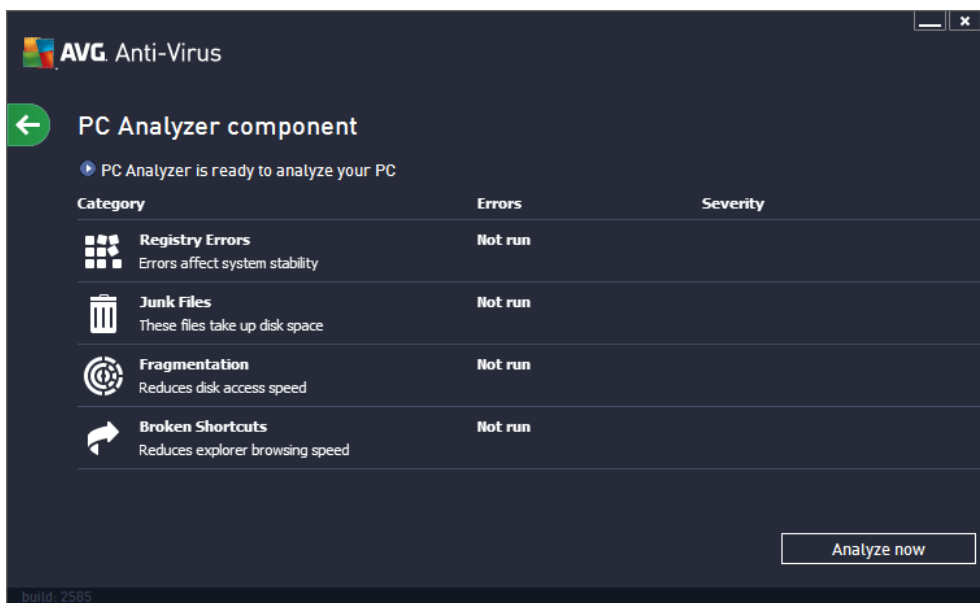 AVG. Anti-Virus
PC Analyzer component
PC Analyzer is ready to analyze your PC
Category Errors Severity
Registry Errors Not run
Errors affect system stability
Junk Files Not run
These files take up disk space
Fragmentation Not run
Reduces disk access speed
Broken Shortcuts Not run
Reduces explorer browsing speed
Analyze now
build: 2585